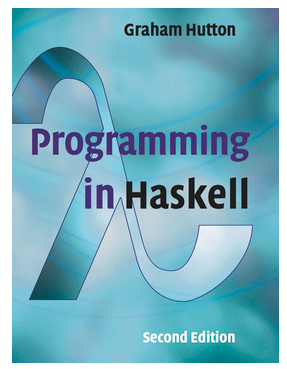 Graham Hutton
Programming
in Haskell
Second Edition